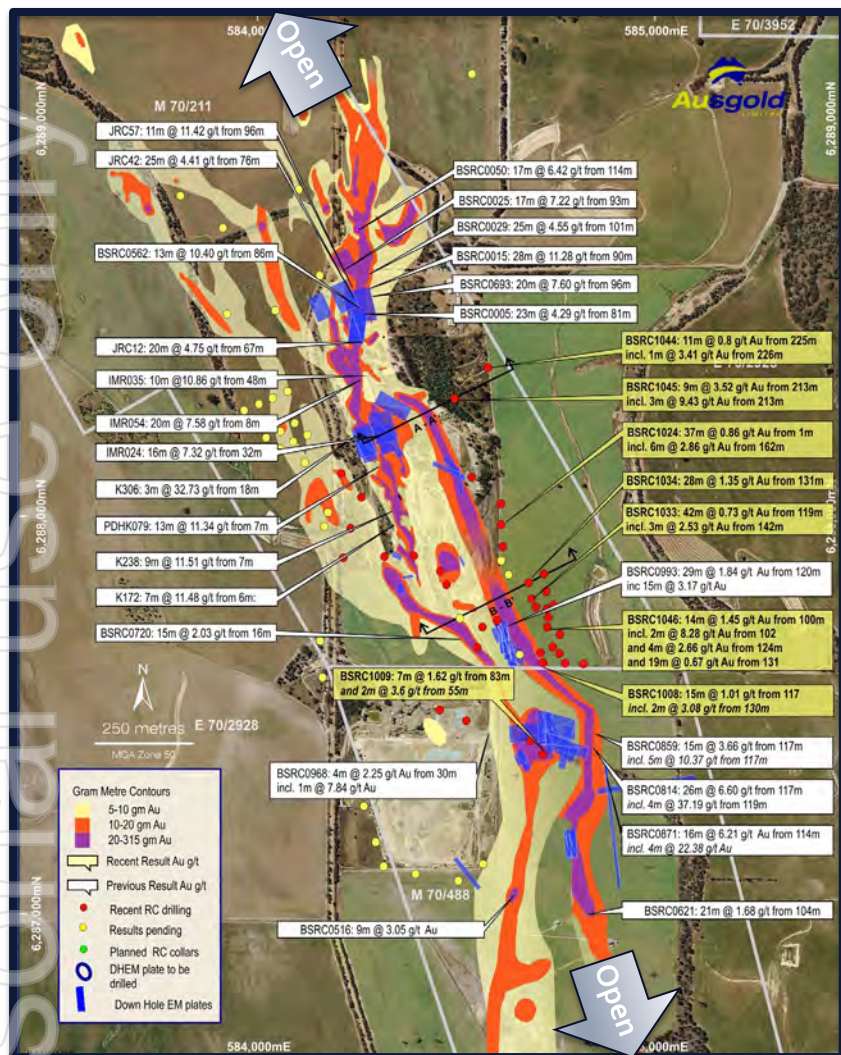 584,000mE
585,000mE
E 70/3952
Open
Ausgold
LIMITED
M 70/211
6,289,000mN
6,289,000mN
JRC57: 11m @ 11.42 g/t from 96m
JRC42: 25m @ 4.41 g/t from 76m
BSRC0562: 13m @ 10.40 g/t from 86m
JRC12: 20m @ 4.75 g/t from 67m
IMR035: 10m @10.86 g/t from 48m
IMR054: 20m @ 7.58 g/t from 8m
IMR024: 16m @ 7.32 g/t from 32m
K306: 3m @ 32.73 g/t from 18m
PDHK079: 13m @ 11.34 g/t from 7m
K238: 9m @ 11.51 g/t from 7m
K172: 7m @ 11.48 g/t from 6m:
BSRC0720: 15m @ 2.03 g/t from 16m
BSRC0050: 17m @ 6.42 g/t from 114m
BSRC0025: 17m @ 7.22 g/t from 93m
BSRC0029: 25m @ 4.55 g/t from 101m
BSRC0015: 28m @ 11.28 g/t from 90m
BSRC0693: 20m @ 7.60 g/t from 96m
BSRC0005: 23m @ 4.29 g/t from 81m
BSRC1044: 11m @ 0.8 g/t Au from 225m
incl. 1m @ 3.41 g/t Au from 226m
BSRC1045: 9m @ 3.52 g/t Au from 213m
incl. 3m @ 9.43 g/t Au from 213m
BSRC1024: 37m @ 0.86 g/t Au from 1m
incl. 6m @ 2.86 g/t Au from 162m
BSRC1034: 28m @ 1.35 g/t Au from 131m
BSRC1033: 42m @ 0.73 g/t Au from 119m
incl. 3m @ 2.53 g/t Au from 142m
BSRC0993: 29m @ 1.84 g/t Au from 120m
inc 15m @ 3.17 g/t Au
BSRC1046: 14m @ 1.45 g/t Au from 100m
incl. 2m @ 8.28 g/t Au from 102
and 4m @ 2.66 g/t Au from 124m
and 19m @ 0.67 g/t Au from 131
BSRC1008: 15m @ 1.01 g/t from 117
incl. 2m @ 3.08 g/t from 130m
BSRC0859: 15m @ 3.66 g/t from 117m
incl. 5m @ 10.37 g/t from 117m
BSRC0814: 26m @ 6.60 g/t from 117m
incl. 4m @ 37.19 g/t from 119m
BSRC0871: 16m @ 6.21 g/t Au from 114m
incl. 4m @ 22.38 g/t Au
BSRC0621: 21m @ 1.68 g/t from 104m
A - A'
B - B'
6,288,000mN
BSRC1009: 7m @ 1.62 g/t from 83m
and 2m @ 3.6 g/t from 55m
BSRC0968: 4m @ 2.25 g/t Au from 30m
incl. 1m @ 7.84 g/t Au
BSRC0516: 9m @ 3.05 g/t Au
N
250 metres
MGA Zone 50
E 70/2928
M 70/488
Gram Metre Contours
5-10 gm Au
10-20 gm Au
20-315 gm Au
Recent Result Au g/t
Previous Result Au g/t
Recent RC drilling
Results pending
Planned RC collars
DHEM plate to be
drilled
Down Hole EM plates
6,287,000mN
Open
584,000mE